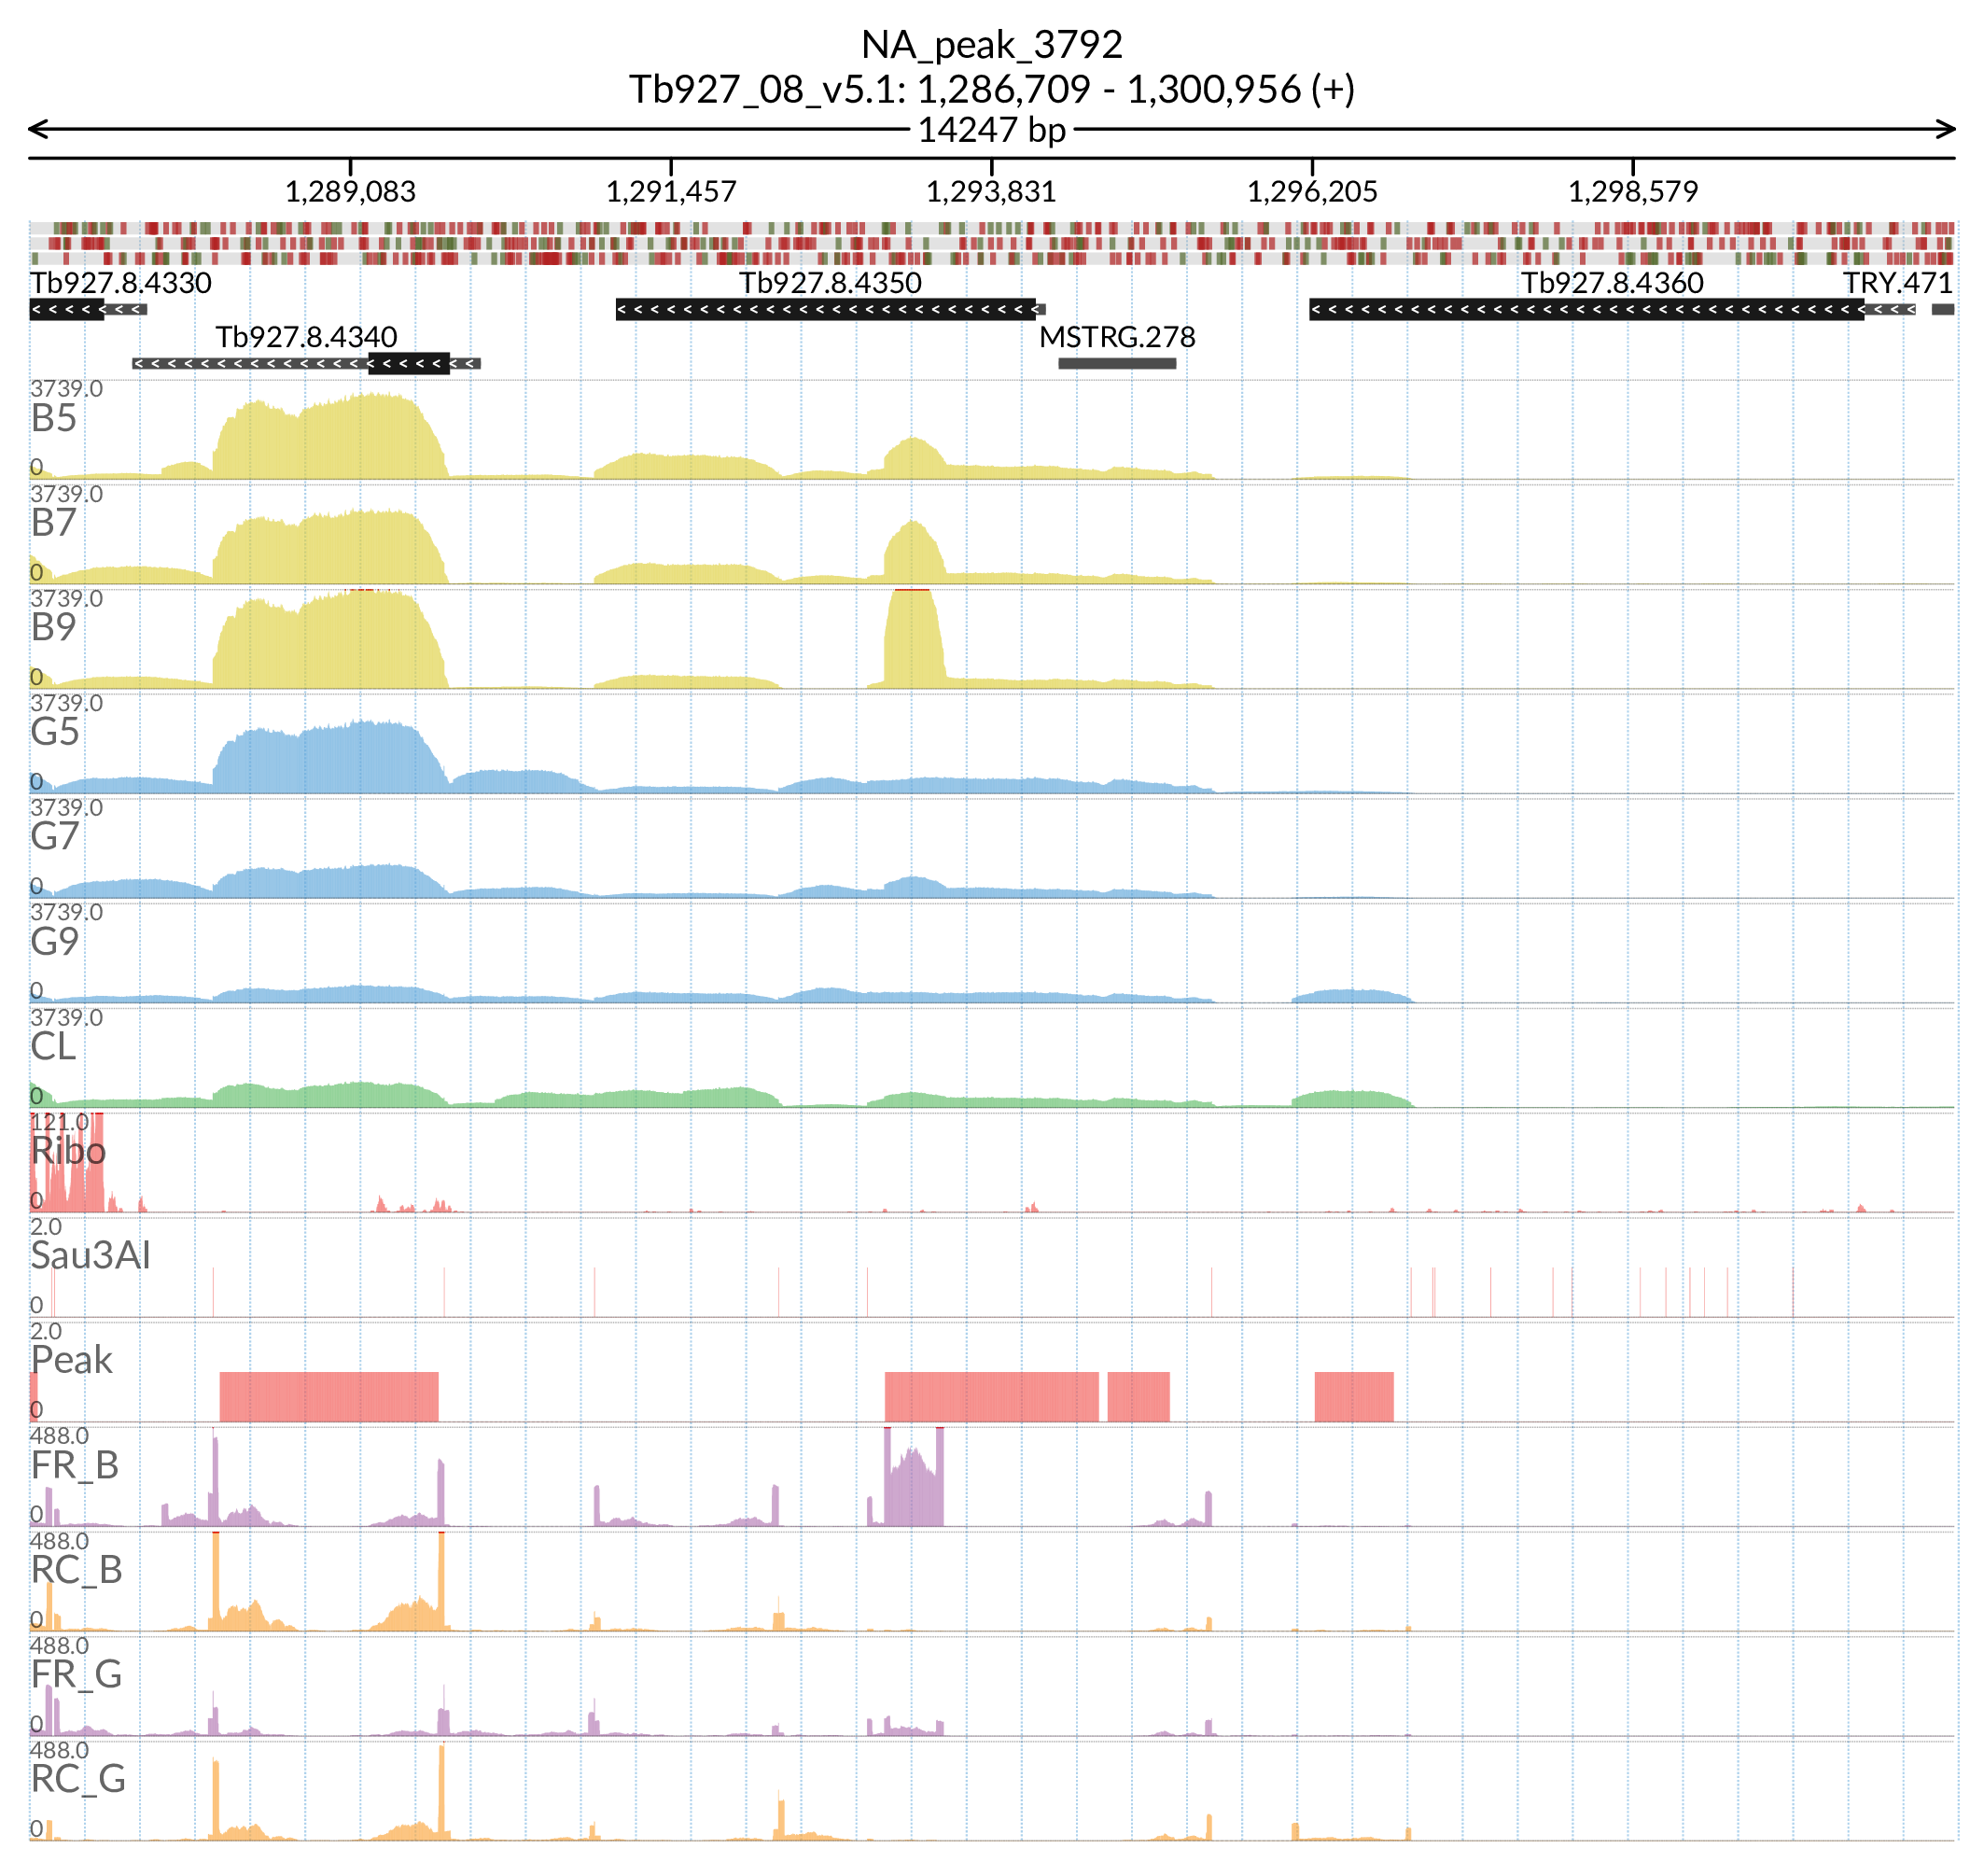 NA_peak_3792
Tb927_08_v5.1: 1,286,709 - 1,300,956 (+)
14247 bp
1,289,083 1,291,457 1,293,831 1,296,205 1,298,579
Tb927.8.4330 Tb927.8.4350 Tb927.8.4360 TRY.471
Tb927.8.4340 MSTRG.278
3739.0
B5
0
3739.0
B7
0
3739.0
B9
0
3739.0
G5
0
3739.0
G7
0
3739.0
G9
0
3739.0
CL
0
121.0
Ribo
0
2.0
Sau3AI
0
2.0
Peak
0
488.0
FR_B
0
488.0
RC_B
0
488.0
FR_G
0
488.0
RC_G
0